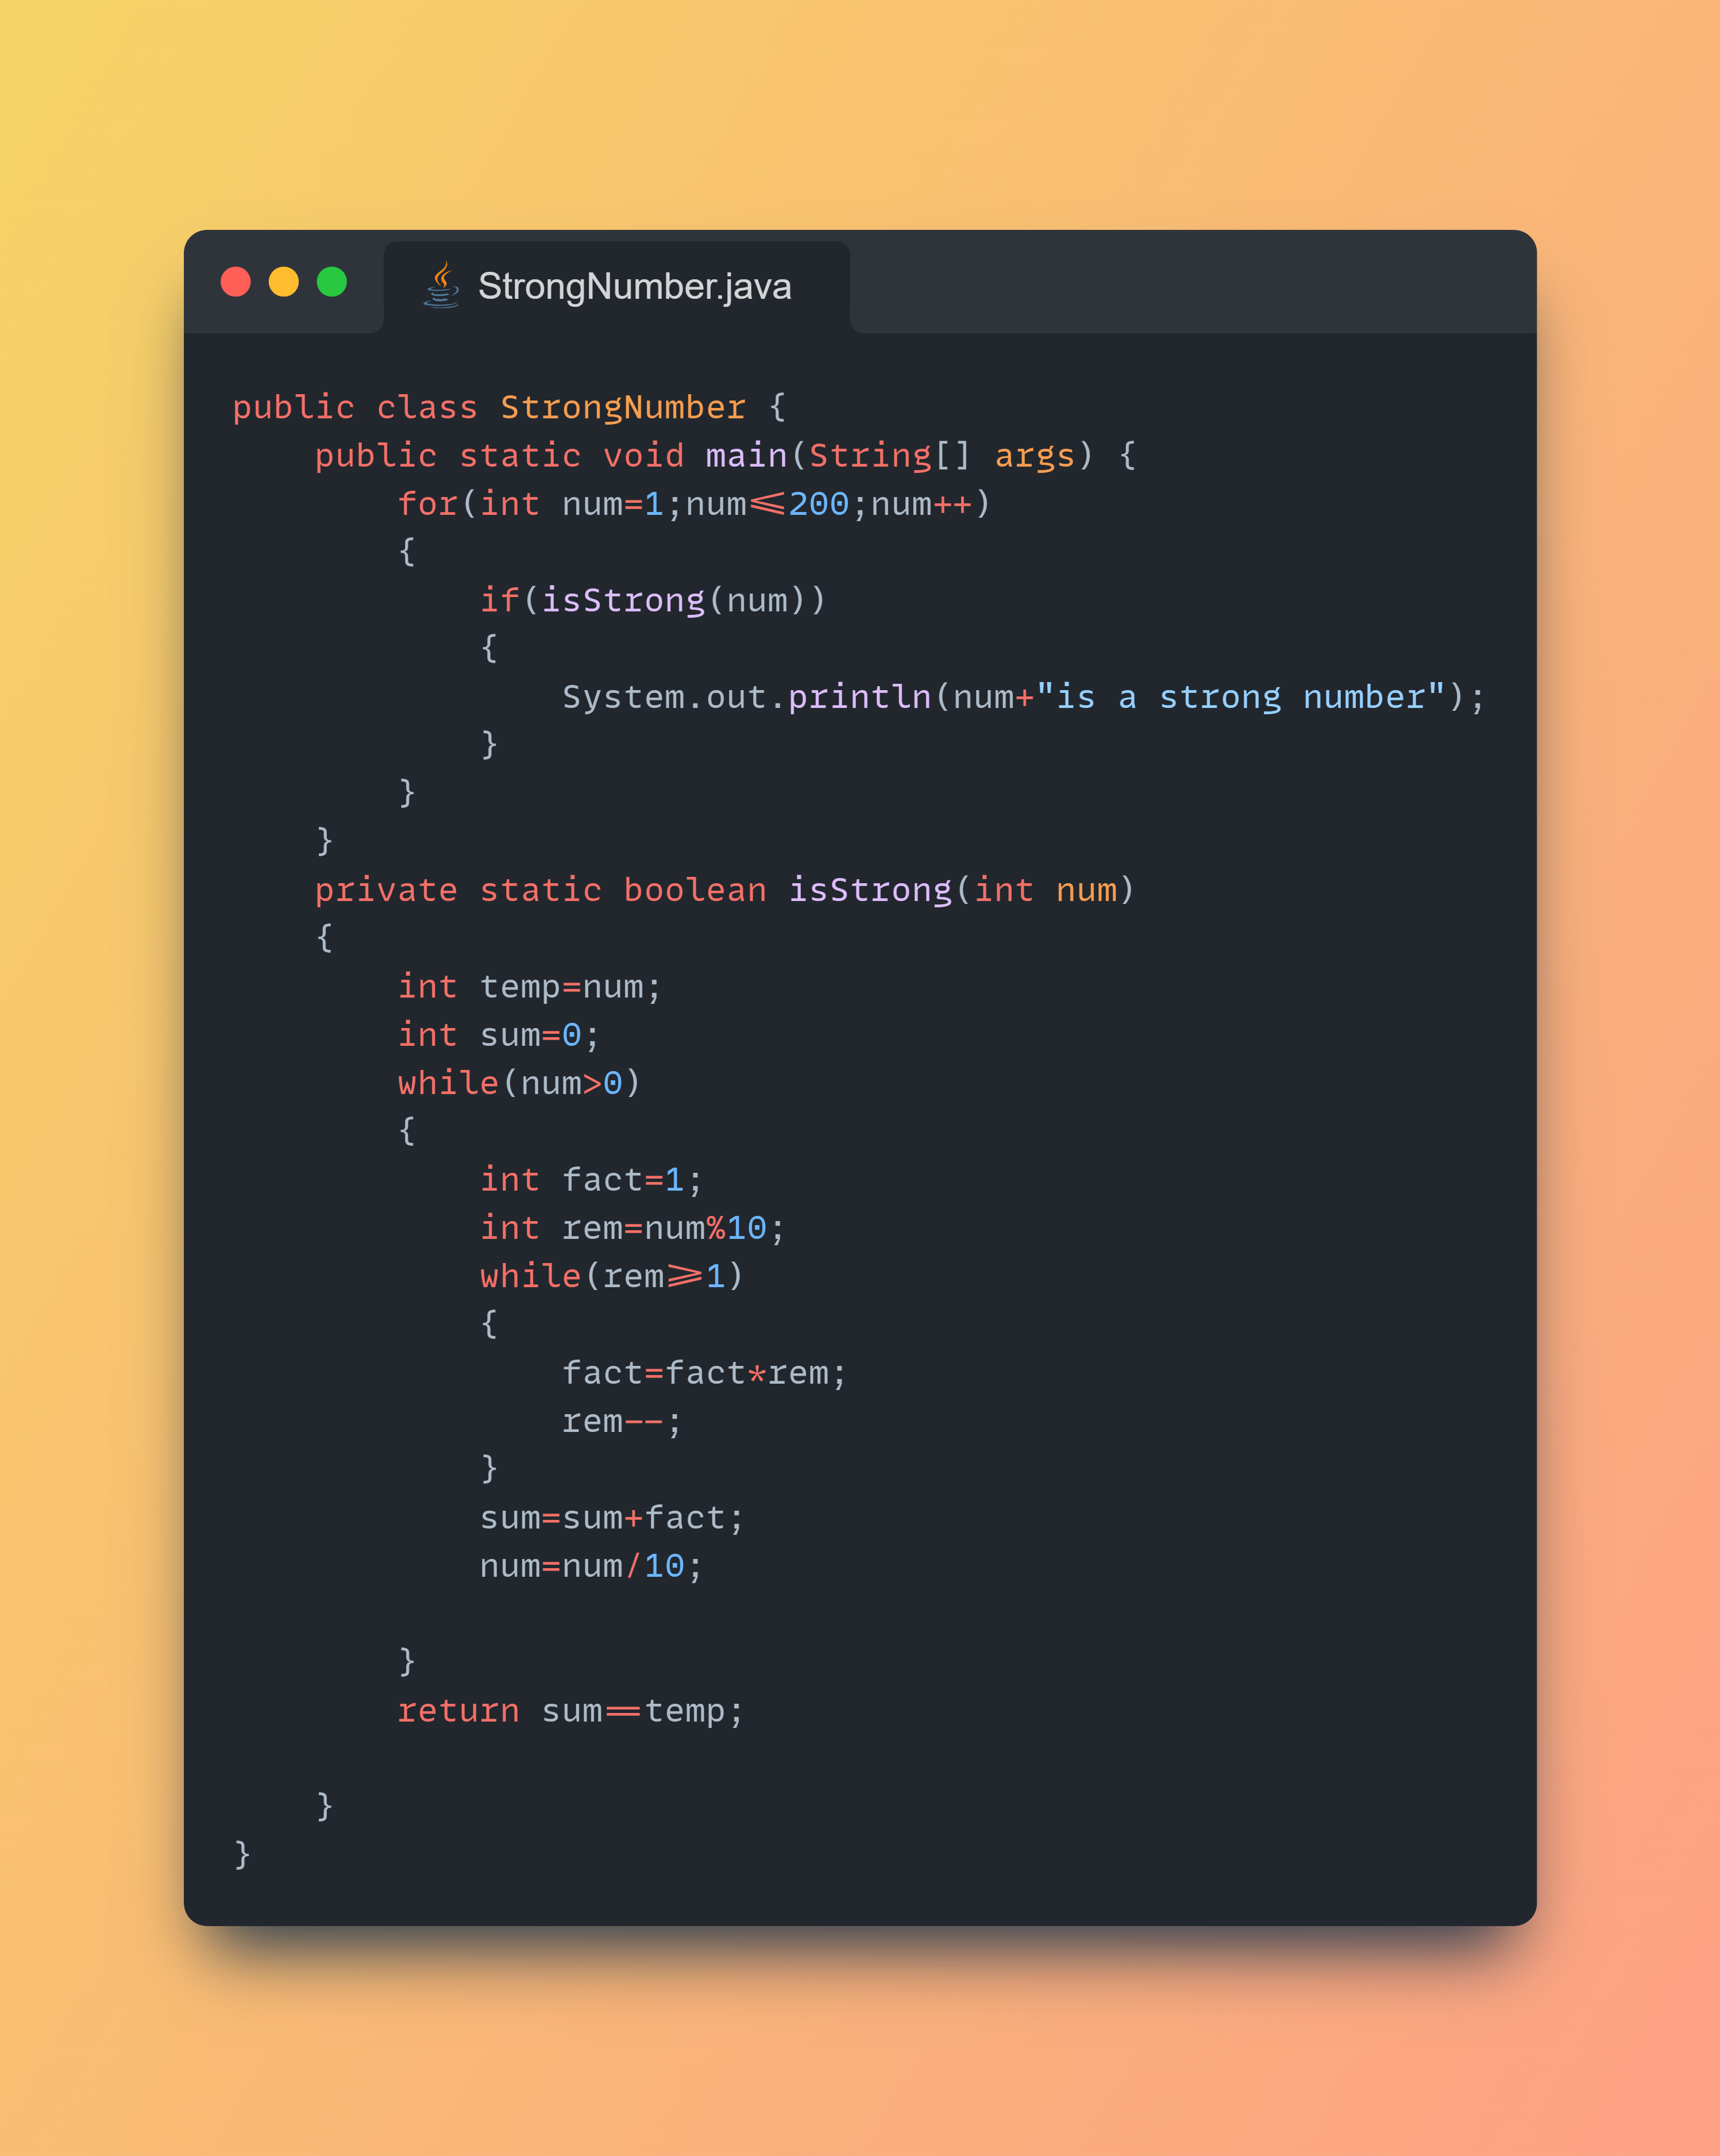 StrongNumber.java
public class StrongNumber {
    public static void main(String[] args) {
        for(int num=1;num<=200;num++)
        {
            if(isStrong(num))
            {
                System.out.println(num+"is a strong number");
            }
        }
    }
    private static boolean isStrong(int num)
    {
        int temp=num;
        int sum=0;
        while(num>0)
        {
            int fact=1;
            int rem=num%10;
            while(rem>=1)
            {
                fact=fact*rem;
                rem--;
            }
            sum=sum+fact;
            num=num/10;

        }
        return sum==temp;

    }
}